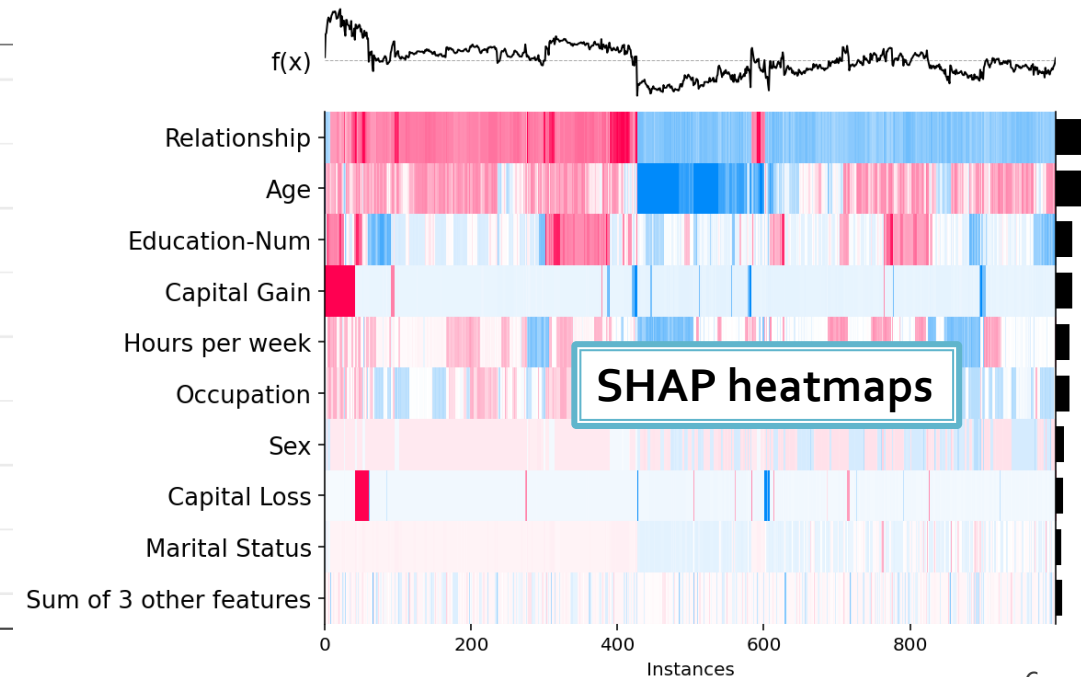 f(x)
Relationship
Age
Education-Num
Capital Gain
Hours per week
SHAP heatmaps
Occupation
Sex
Capital Loss
Marital Status
Sum of 3 other features
0 200 400 600 800
Instances